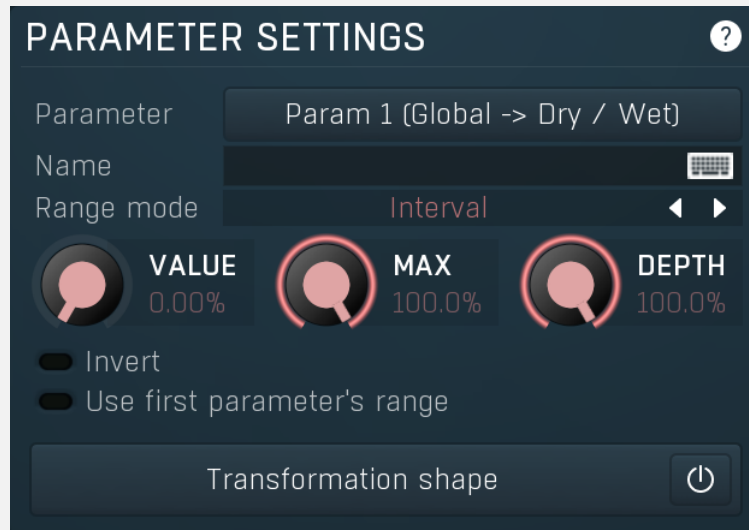 PARAMETER SETTINGS ?
Parameter Param 1 (Global -> Dry / Wet)
Name
Range mode Interval
VALUE MAX DEPTH
0.00% 100.0% 100.0%
Invert
Use first parameter's range
Transformation shape